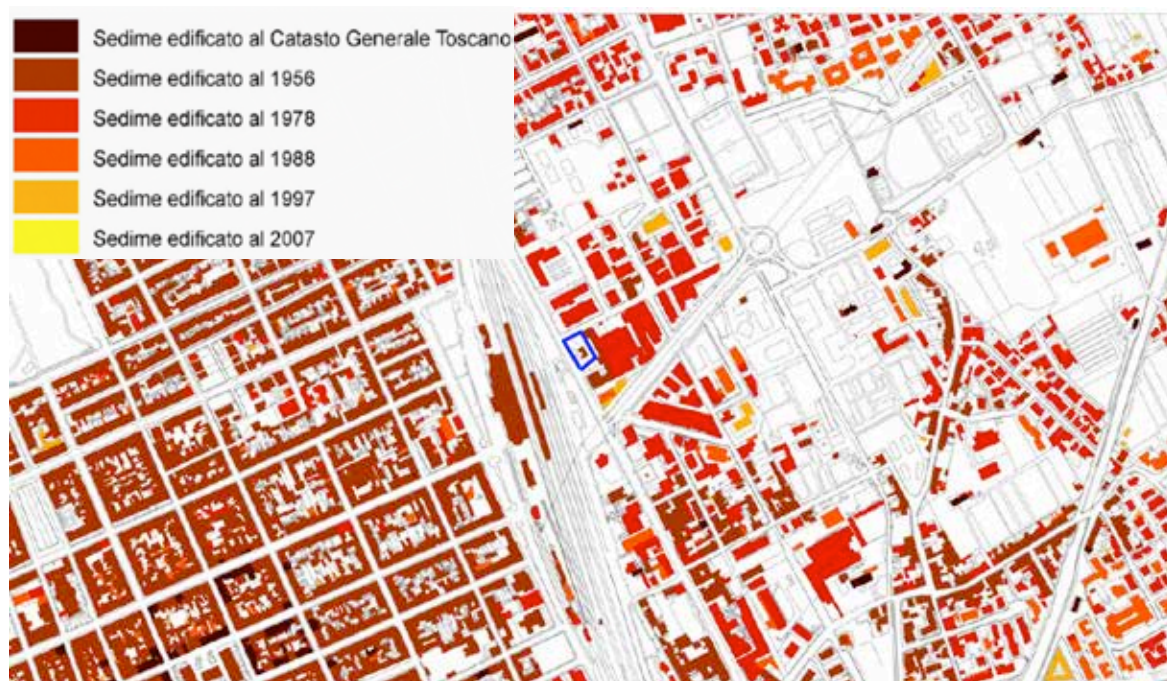 Sedime edificato al Catasto Generale Toscano
Sedime edificato al 1956
Sedime edificato al 1978
Sedime edificato al 1988
Sedime edificato al 1997
Sedime edificato al 2007